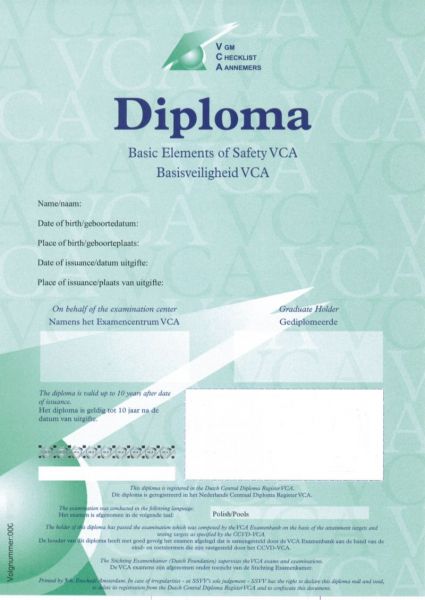 V GM
C HECKLIST
A ANNEMERS
Diploma
Basic Elements of Safety VCA
Basisveiligheid VCA
Name/naam:
Date of birth/geboortedatum:
Place of birth/geboorteplaats:
Date of issuance/datum uitgifte:
Place of issuance/plaats van uitgifte:
On behalf of the examination center
Namens het Examencentrum VCA
Graduate Holder
Gediplomeerde
The diploma is valid up to 10 years after date
of issuance.
Het diploma is geldig tot 10 jaar na de
datum van uitgifte.
This diploma is registered in the Dutch Central Diploma Register VCA.
Dit diploma is geregistreerd in het Nederlandse Centraal Diploma Register VCA.
The examination was conducted in the following language:
Het examen is afgenomen in de volgende taal:
Polish/Pools
The holder of this diploma has passed the examination which was composed by the VCA Examenbank on the basis of the attainment targets and
testing targets as specified by the CCVD-VCA.
De houder van dit diploma heeft met goed gevolg het examen afgelegd dat is samengesteld door de VCA Examenbank aan de hand van de
eind- en toetstermen die zijn vastgesteld door het CCVD-VCA.
The Stichting Examenkamer (Dutch Foundation) supervises the VCA exams and examinations.
De VCA examens zijn afgenomen onder toezicht van de Stichting Examenkamer.
Printed by Joh. Enschedé Amsterdam. In case of irregularities - at SSVV's sole judgement - SSVV has the right to declare this diploma null and void,
to delete its registration from the Dutch Central Diploma Register VCA and to confiscate the document.
Volgnummer:000